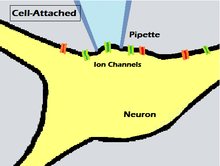 Cell-Attached
Pipette
Ion Channels
Neuron